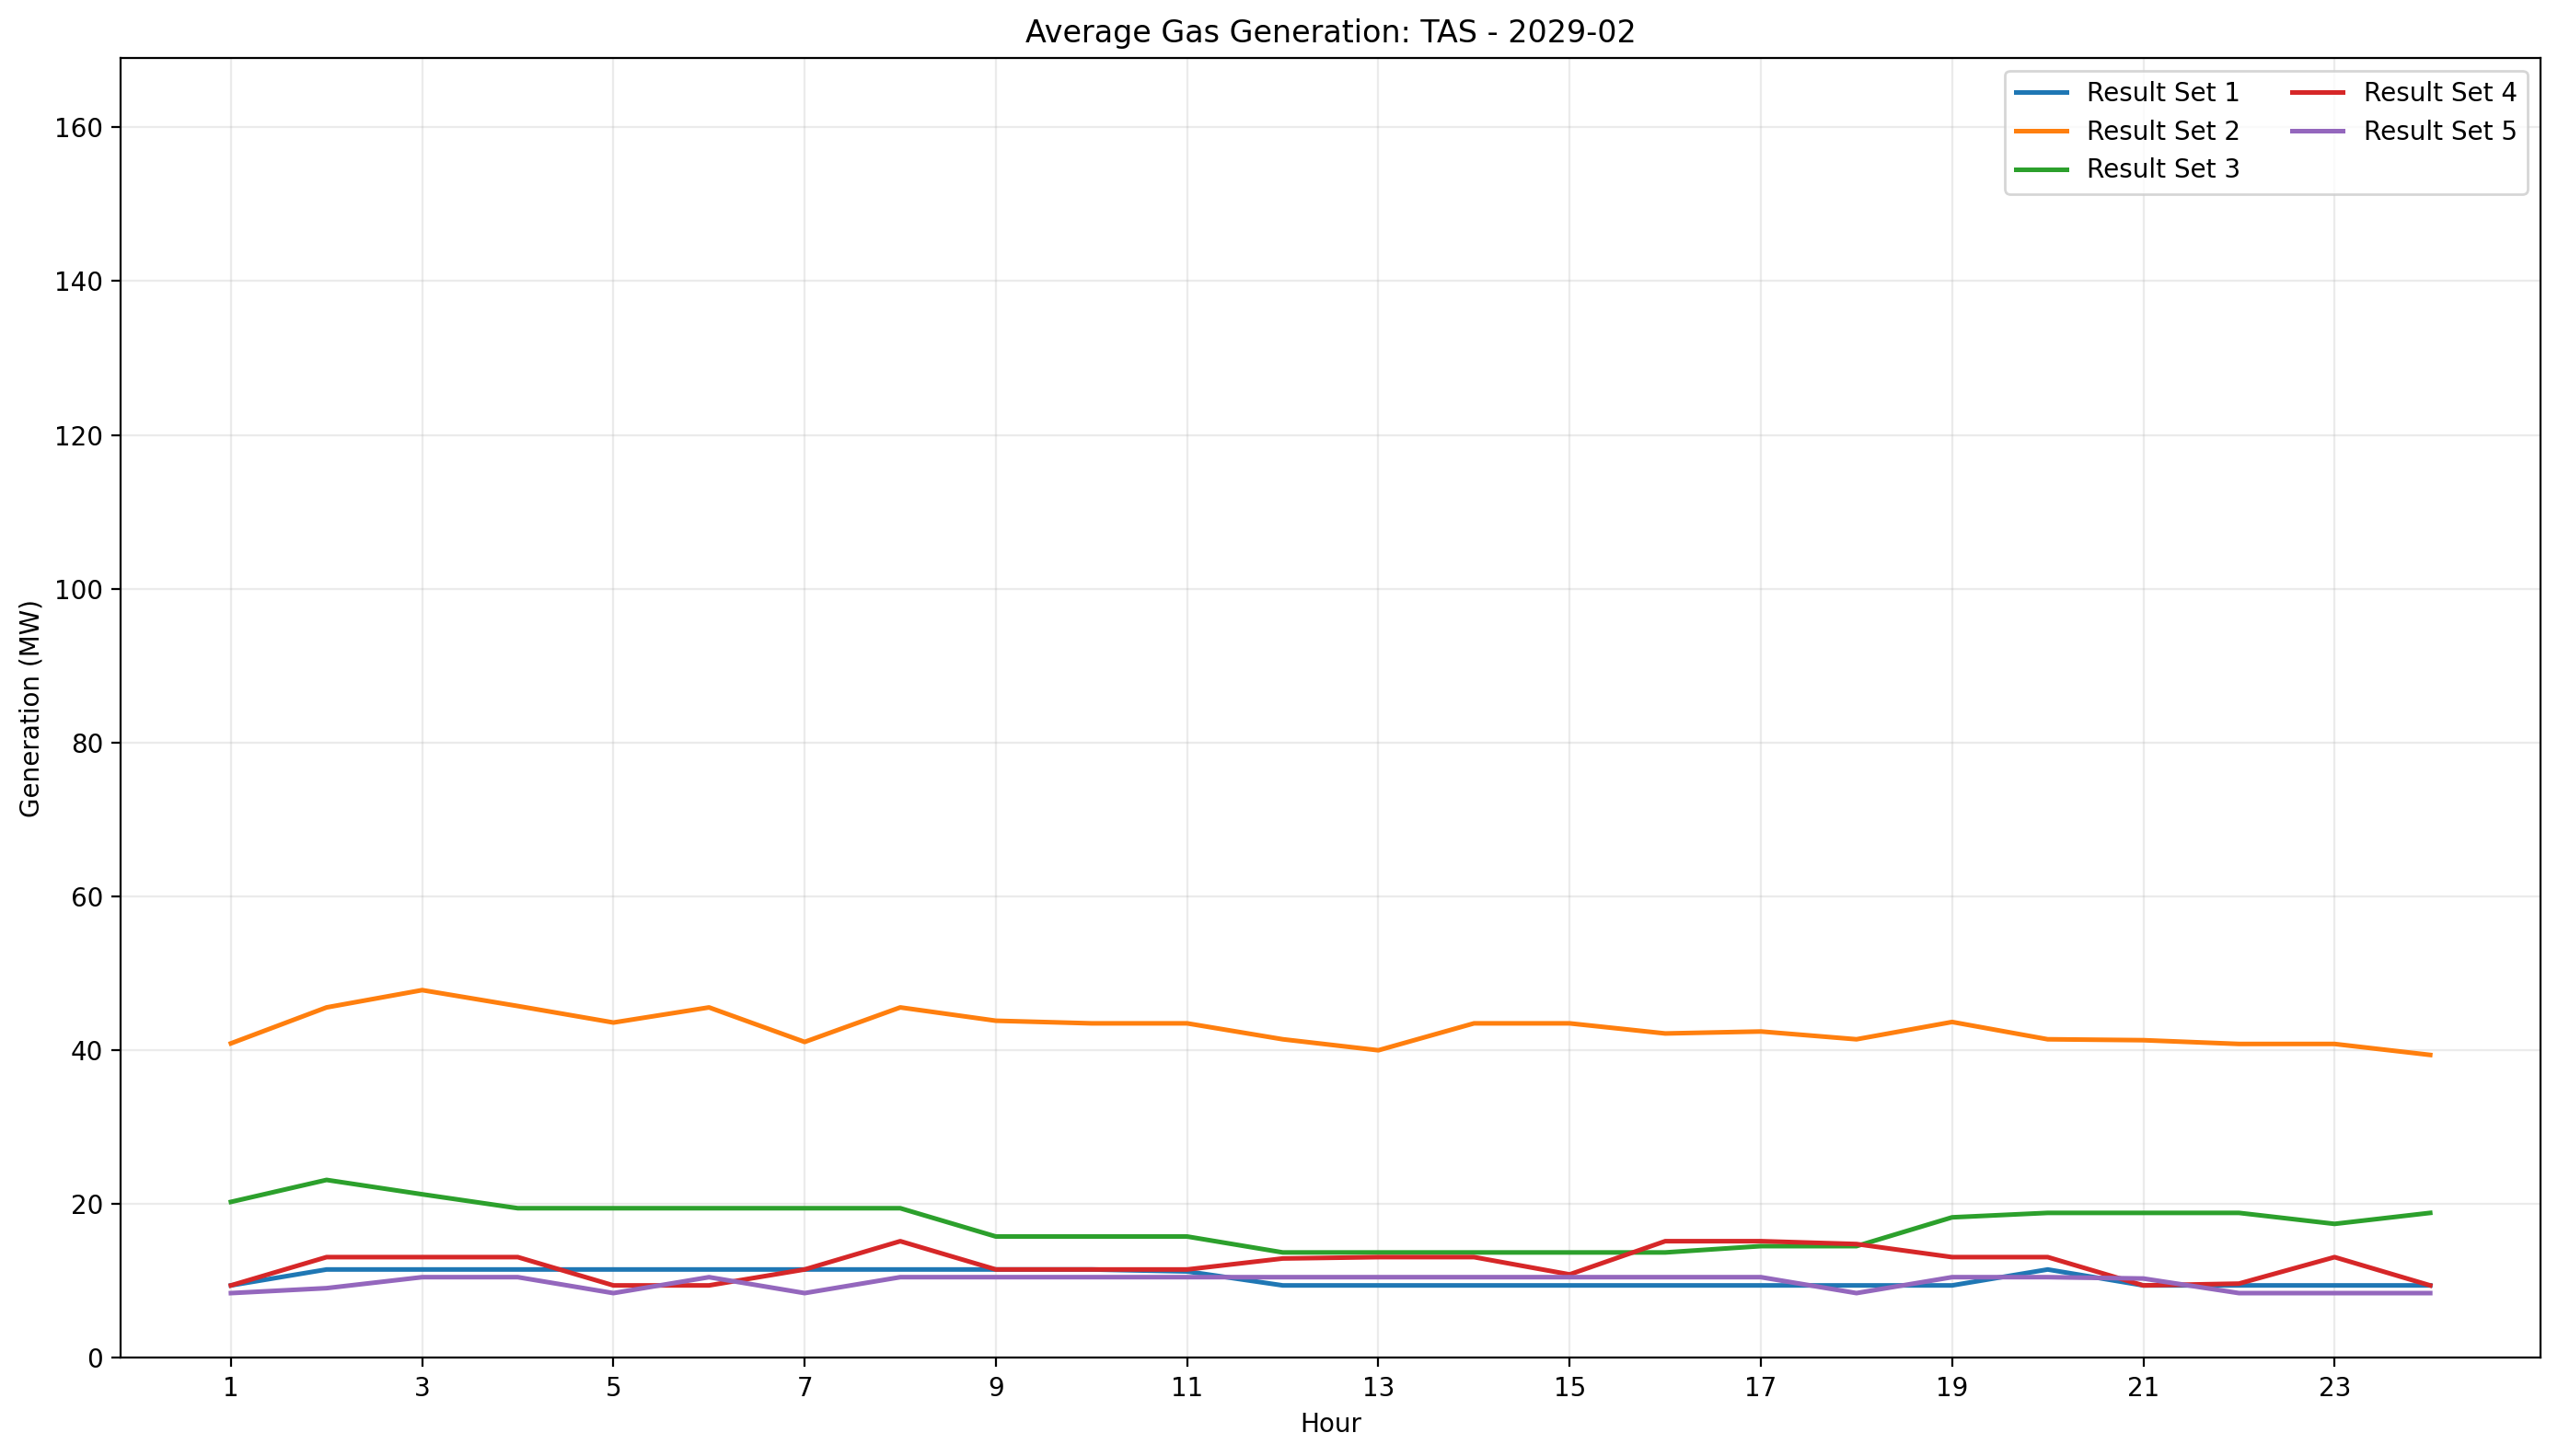 Average Gas Generation: TAS - 2029-02
Generation (MW)
160
140
120
100
80
60
40
20
0
Result Set 1
Result Set 2
Result Set 3
Result Set 4
Result Set 5
1 3 5 7 9 11 13 15 17 19 21 23
Hour